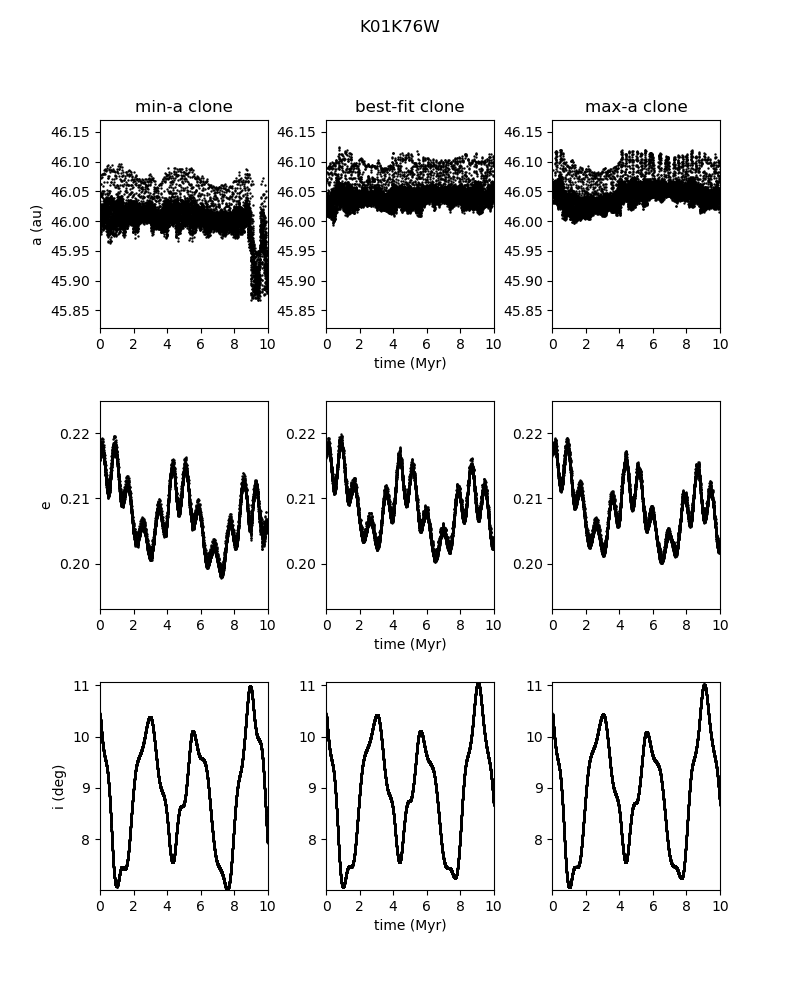 K01K76W
min-a clone best-fit clone max-a clone
46.15 46.15 46.15
46.10 46.10 46.10
46.05 46.05 46.05
a (au)
46.00 46.00 46.00
45.95 45.95 45.95
45.90 45.90 45.90
45.85 45.85 45.85
0 2 4 6 8 10 0 2 4 6 8 10 0 2 4 6 8 10
time (Myr)
0.22 0.22 0.22
e
0.21 0.21 0.21
0.20 0.20 0.20
0 2 4 6 8 10 0 2 4 6 8 10 0 2 4 6 8 10
time (Myr)
11 11 11
10 10 10
i (deg)
9 9 9
8 8 8
0 2 4 6 8 10 0 2 4 6 8 10 0 2 4 6 8 10
time (Myr)